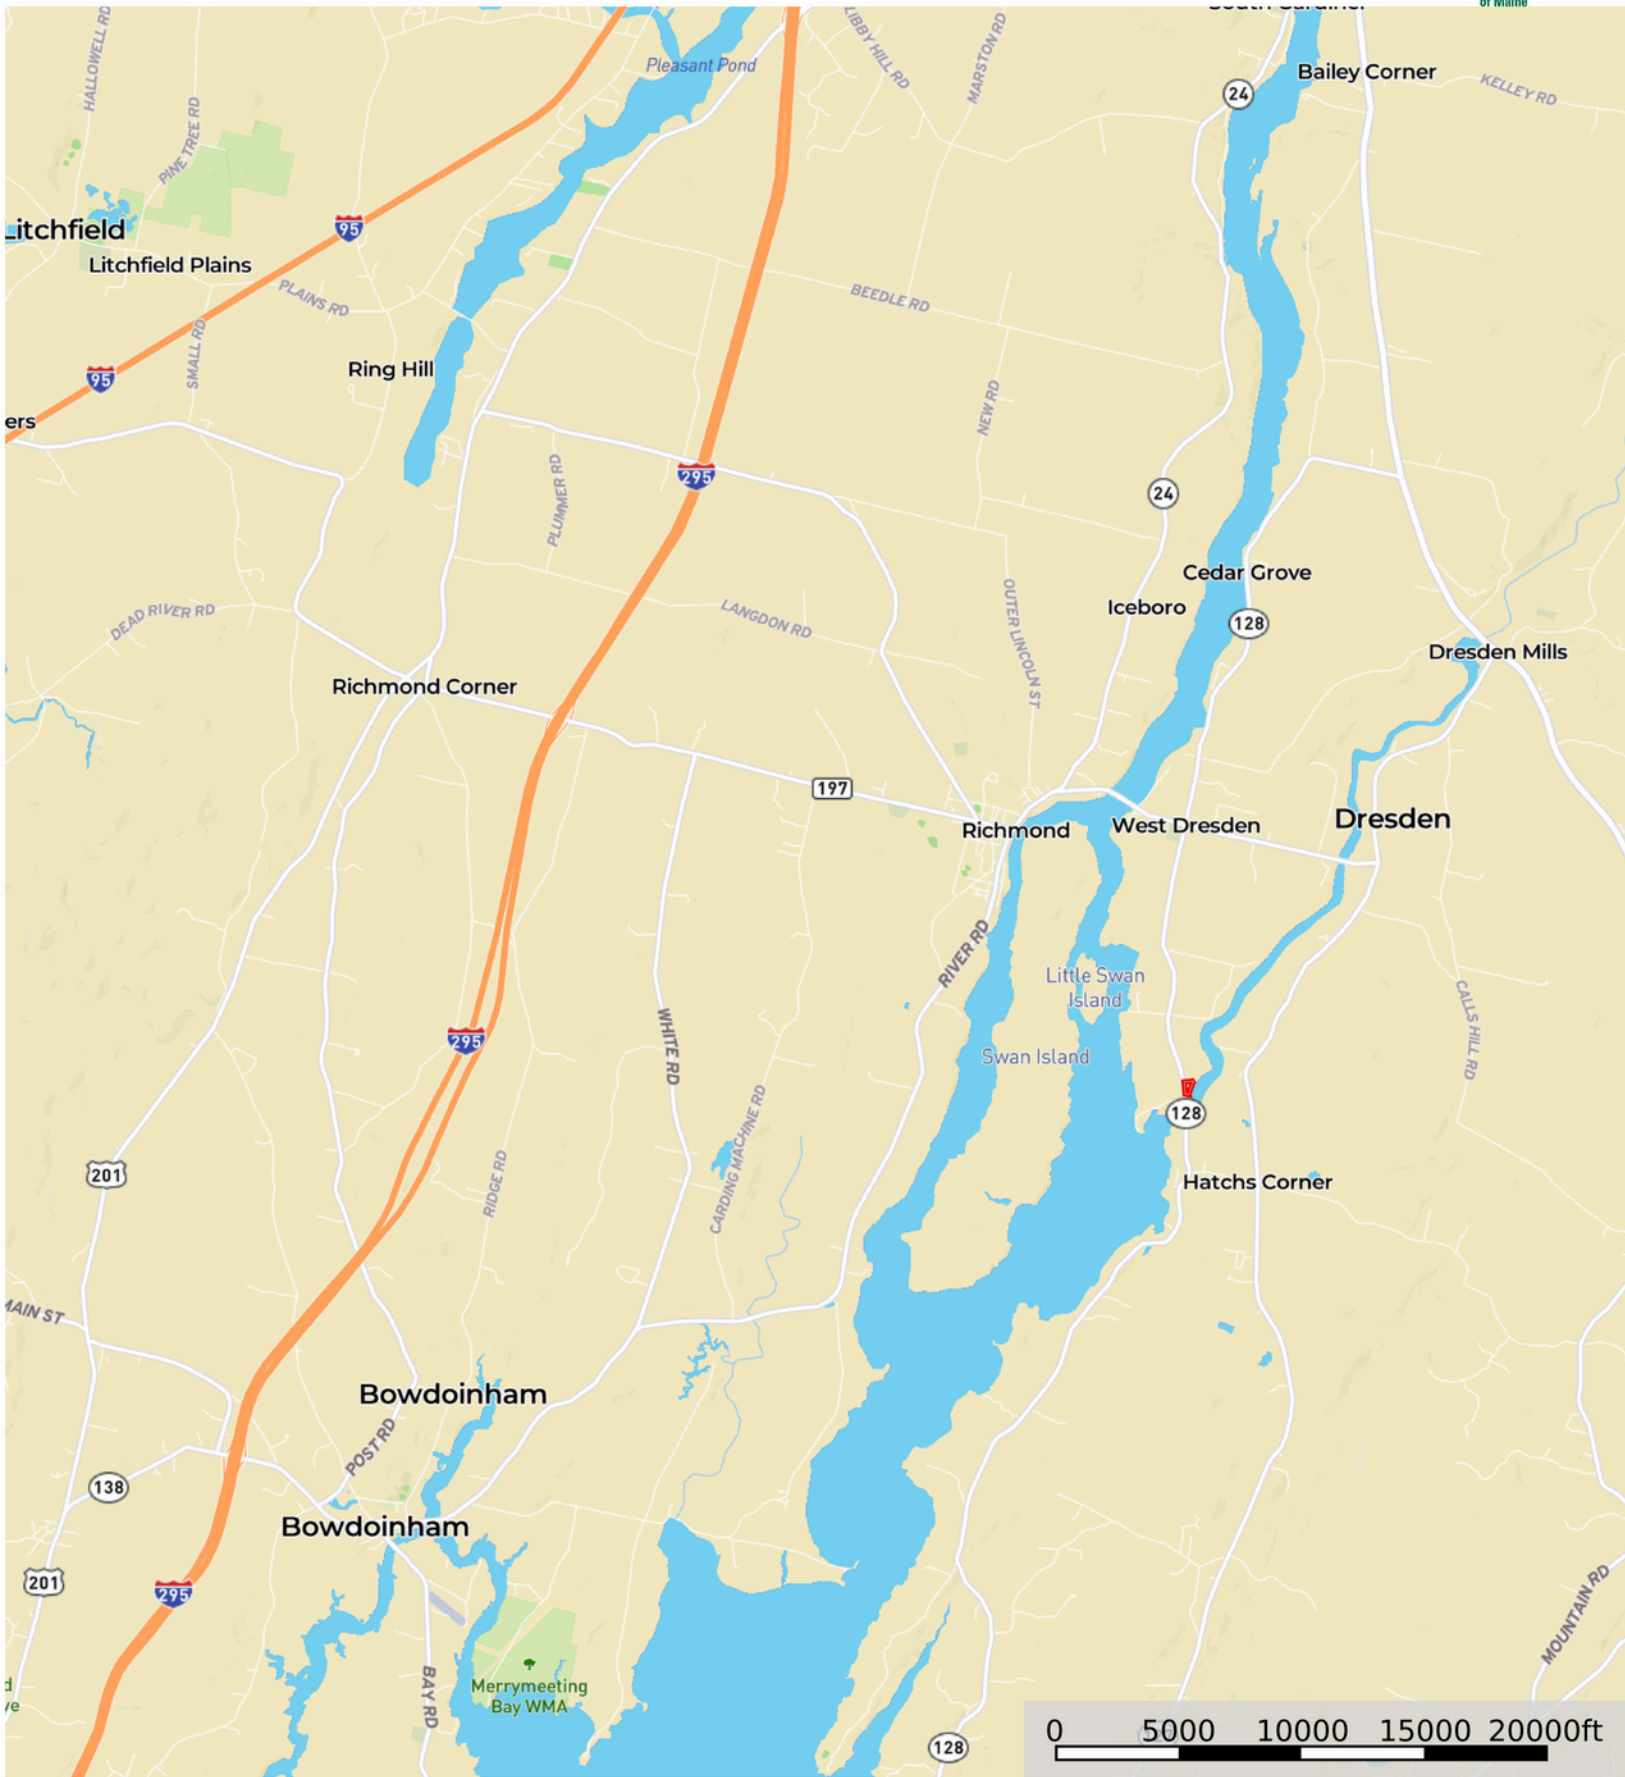 of Maine
South Gardiner
HALLOWELL RD
Pleasant Pond
LIBBY HILL RD
MARSTON RD
Bailey Corner
24
KELLEY RD
PINE TREE RD
Litchfield
95
Litchfield Plains
PLAINS RD
BEEDLE RD
SMALL RD
Ring Hill
95
NEW RD
ers
295
PLUMMER RD
24
Cedar Grove
Iceboro
LANGDON RD
OUTER LINCOLN ST
DEAD RIVER RD
128
Dresden Mills
Richmond Corner
197
Richmond
West Dresden
Dresden
RIVER RD
Little Swan
Island
CALLS HILL RD
295
WHITE RD
Swan Island
CARDING MACHINE RD
128
201
RIDGE RD
Hatchs Corner
MAIN ST
Bowdoinham
POST RD
138
Bowdoinham
201
295
MOUNTAIN RD
BAY RD
Merrymeeting
Bay WMA
d
ye
128
0 5000 10000 15000 20000ft